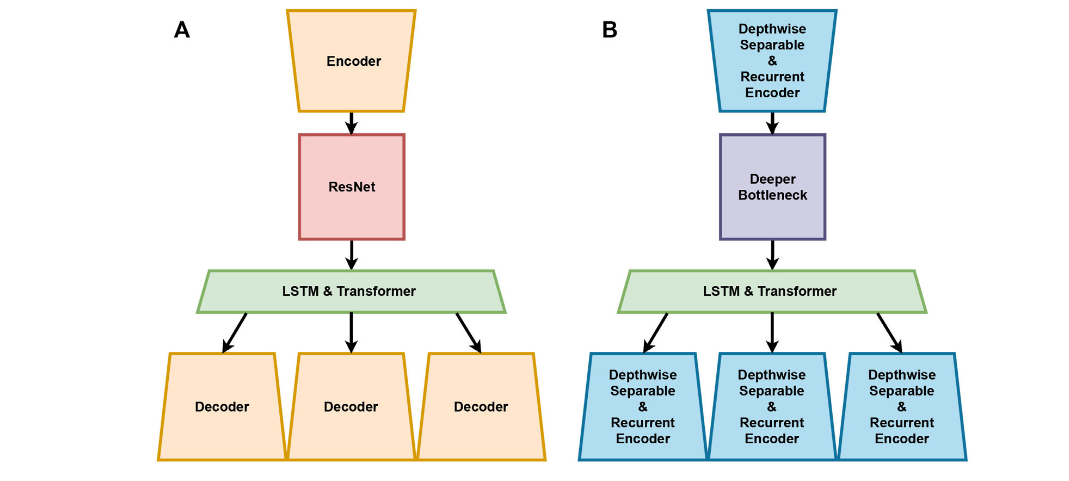 A
Encoder
ResNet
LSTM & Transformer
Decoder
Decoder
Decoder
B
Depthwise
Separable
&
Recurrent
Encoder
Deeper
Bottleneck
LSTM & Transformer
Depthwise
Separable
&
Recurrent
Encoder
Depthwise
Separable
&
Recurrent
Encoder
Depthwise
Separable
&
Recurrent
Encoder